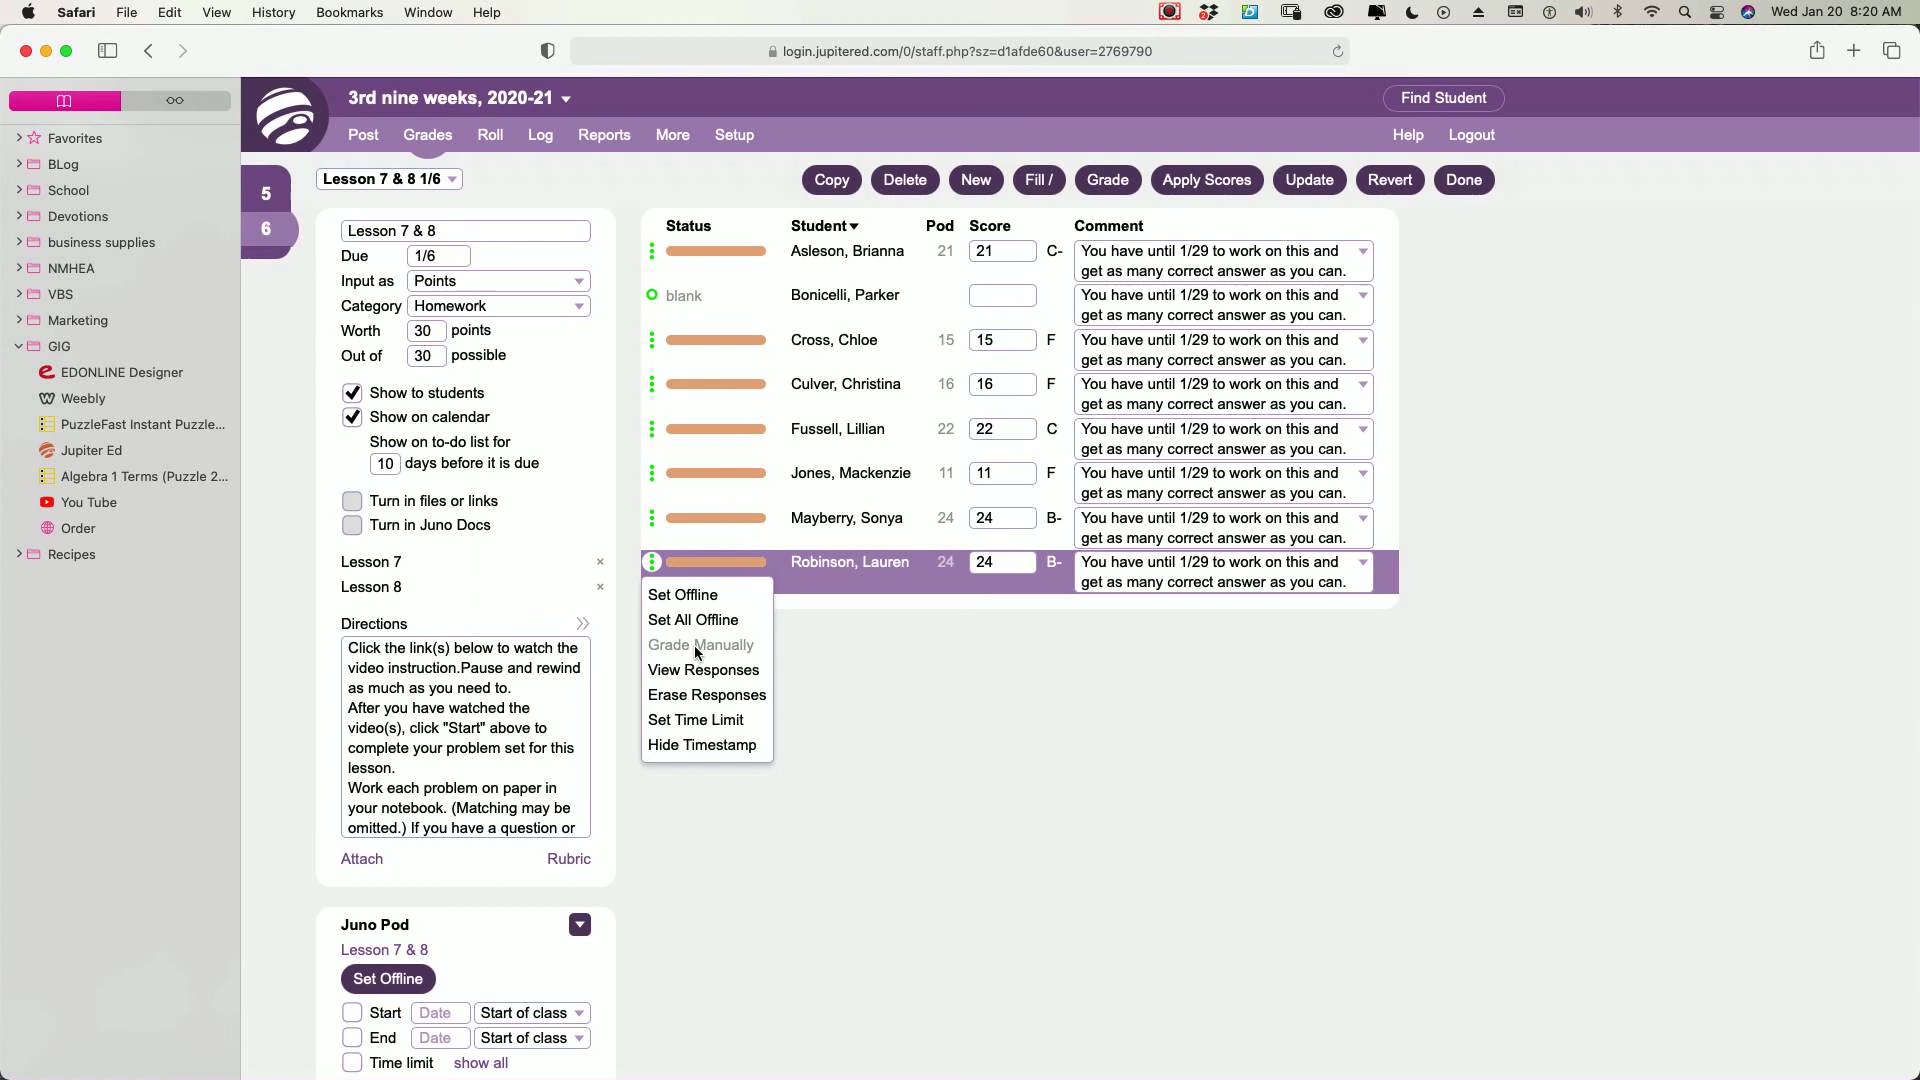 Safari File Edit View History Bookmarks Window Help
Wed Jan 20 8:20 AM
login.jupitered.com/0/staff.php?sz=d1afde60&user=2769790
Favorites
BLog
School
Devotions
business supplies
NMHEA
VBS
Marketing
GIG
EDONLINE Designer
Weebly
PuzzleFast Instant Puzzle...
Jupiter Ed
Algebra 1 Terms (Puzzle 2...
You Tube
Order
Recipes
3rd nine weeks, 2020-21
Find Student
Post Grades Roll Log Reports More Setup
Help Logout
5
6
Lesson 7 & 8 1/6
Copy Delete New Fill / Grade Apply Scores Update Revert Done
Lesson 7 & 8
Due 1/6
Input as Points
Category Homework
Worth 30 points
Out of 30 possible
Show to students
Show on calendar
Show on to-do list for
10 days before it is due
Turn in files or links
Turn in Juno Docs
Lesson 7 ×
Lesson 8 ×
Directions
Click the link(s) below to watch the
video instruction.Pause and rewind
as much as you need to.
After you have watched the
video(s), click "Start" above to
complete your problem set for this
lesson.
Work each problem on paper in
your notebook. (Matching may be
omitted.) If you have a question or
Attach Rubric
Juno Pod
Lesson 7 & 8
Set Offline
Start Date Start of class
End Date Start of class
Time limit show all
Status Student Pod Score Comment
Asleson, Brianna 21 21 C- You have until 1/29 to work on this and
get as many correct answer as you can.
blank Bonicelli, Parker You have until 1/29 to work on this and
get as many correct answer as you can.
Cross, Chloe 15 15 F You have until 1/29 to work on this and
get as many correct answer as you can.
Culver, Christina 16 16 F You have until 1/29 to work on this and
get as many correct answer as you can.
Fussell, Lillian 22 22 C You have until 1/29 to work on this and
get as many correct answer as you can.
Jones, Mackenzie 11 11 F You have until 1/29 to work on this and
get as many correct answer as you can.
Mayberry, Sonya 24 24 B- You have until 1/29 to work on this and
get as many correct answer as you can.
Robinson, Lauren 24 24 B- You have until 1/29 to work on this and
get as many correct answer as you can.
Set Offline
Set All Offline
Grade Manually
View Responses
Erase Responses
Set Time Limit
Hide Timestamp